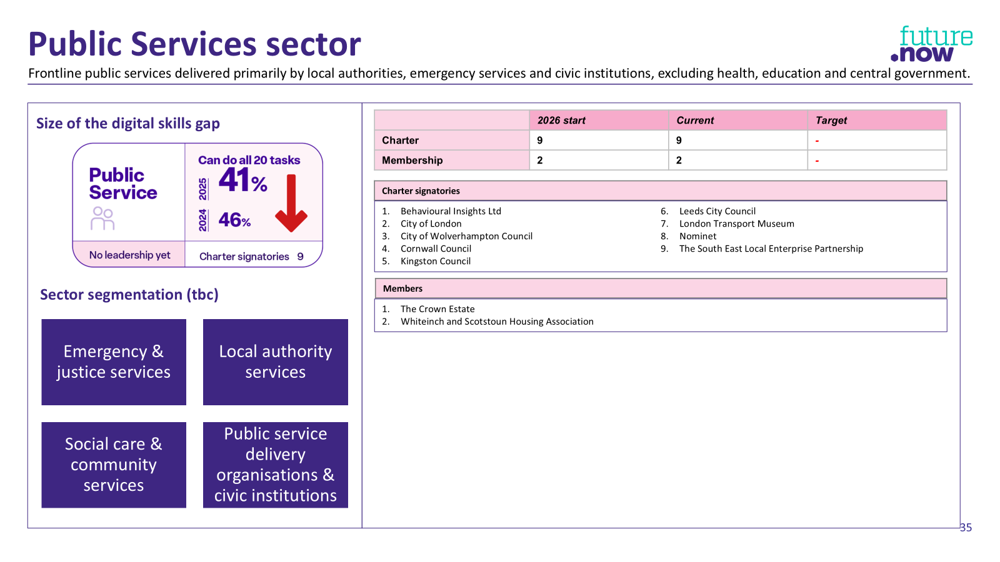 Public Services sector
future
.now
Frontline public services delivered primarily by local authorities, emergency services and civic institutions, excluding health, education and central government.
Size of the digital skills gap
Public
Service
Can do all 20 tasks
2025
41%
2024
46%
No leadership yet
Charter signatories 9
Sector segmentation (tbc)
Emergency &
justice services
Local authority
services
Social care &
community
services
Public service
delivery
organisations &
civic institutions
2026 start Current Target
Charter 9 9 -
Membership 2 2 -
Charter signatories
1. Behavioural Insights Ltd
2. City of London
3. City of Wolverhampton Council
4. Cornwall Council
5. Kingston Council
6. Leeds City Council
7. London Transport Museum
8. Nominet
9. The South East Local Enterprise Partnership
Members
1. The Crown Estate
2. Whiteinch and Scotstoun Housing Association
35